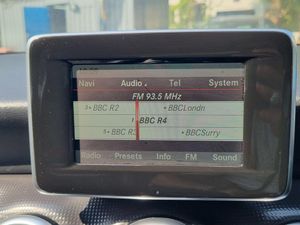 Navi Audio Tel System
FM 93.5 MHz
BBC R2 BBCLondn
BBC R4
BBC R3 BBCSurry
Radio Presets Info FM Sound